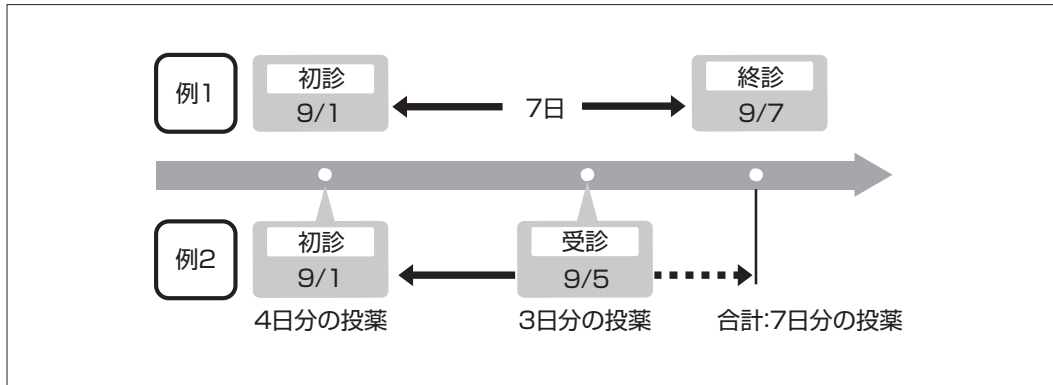 例1
初診
9/1
7日
終診
9/7
例2
初診
9/1
受診
9/5
4日分の投薬
3日分の投薬
合計:7日分の投薬